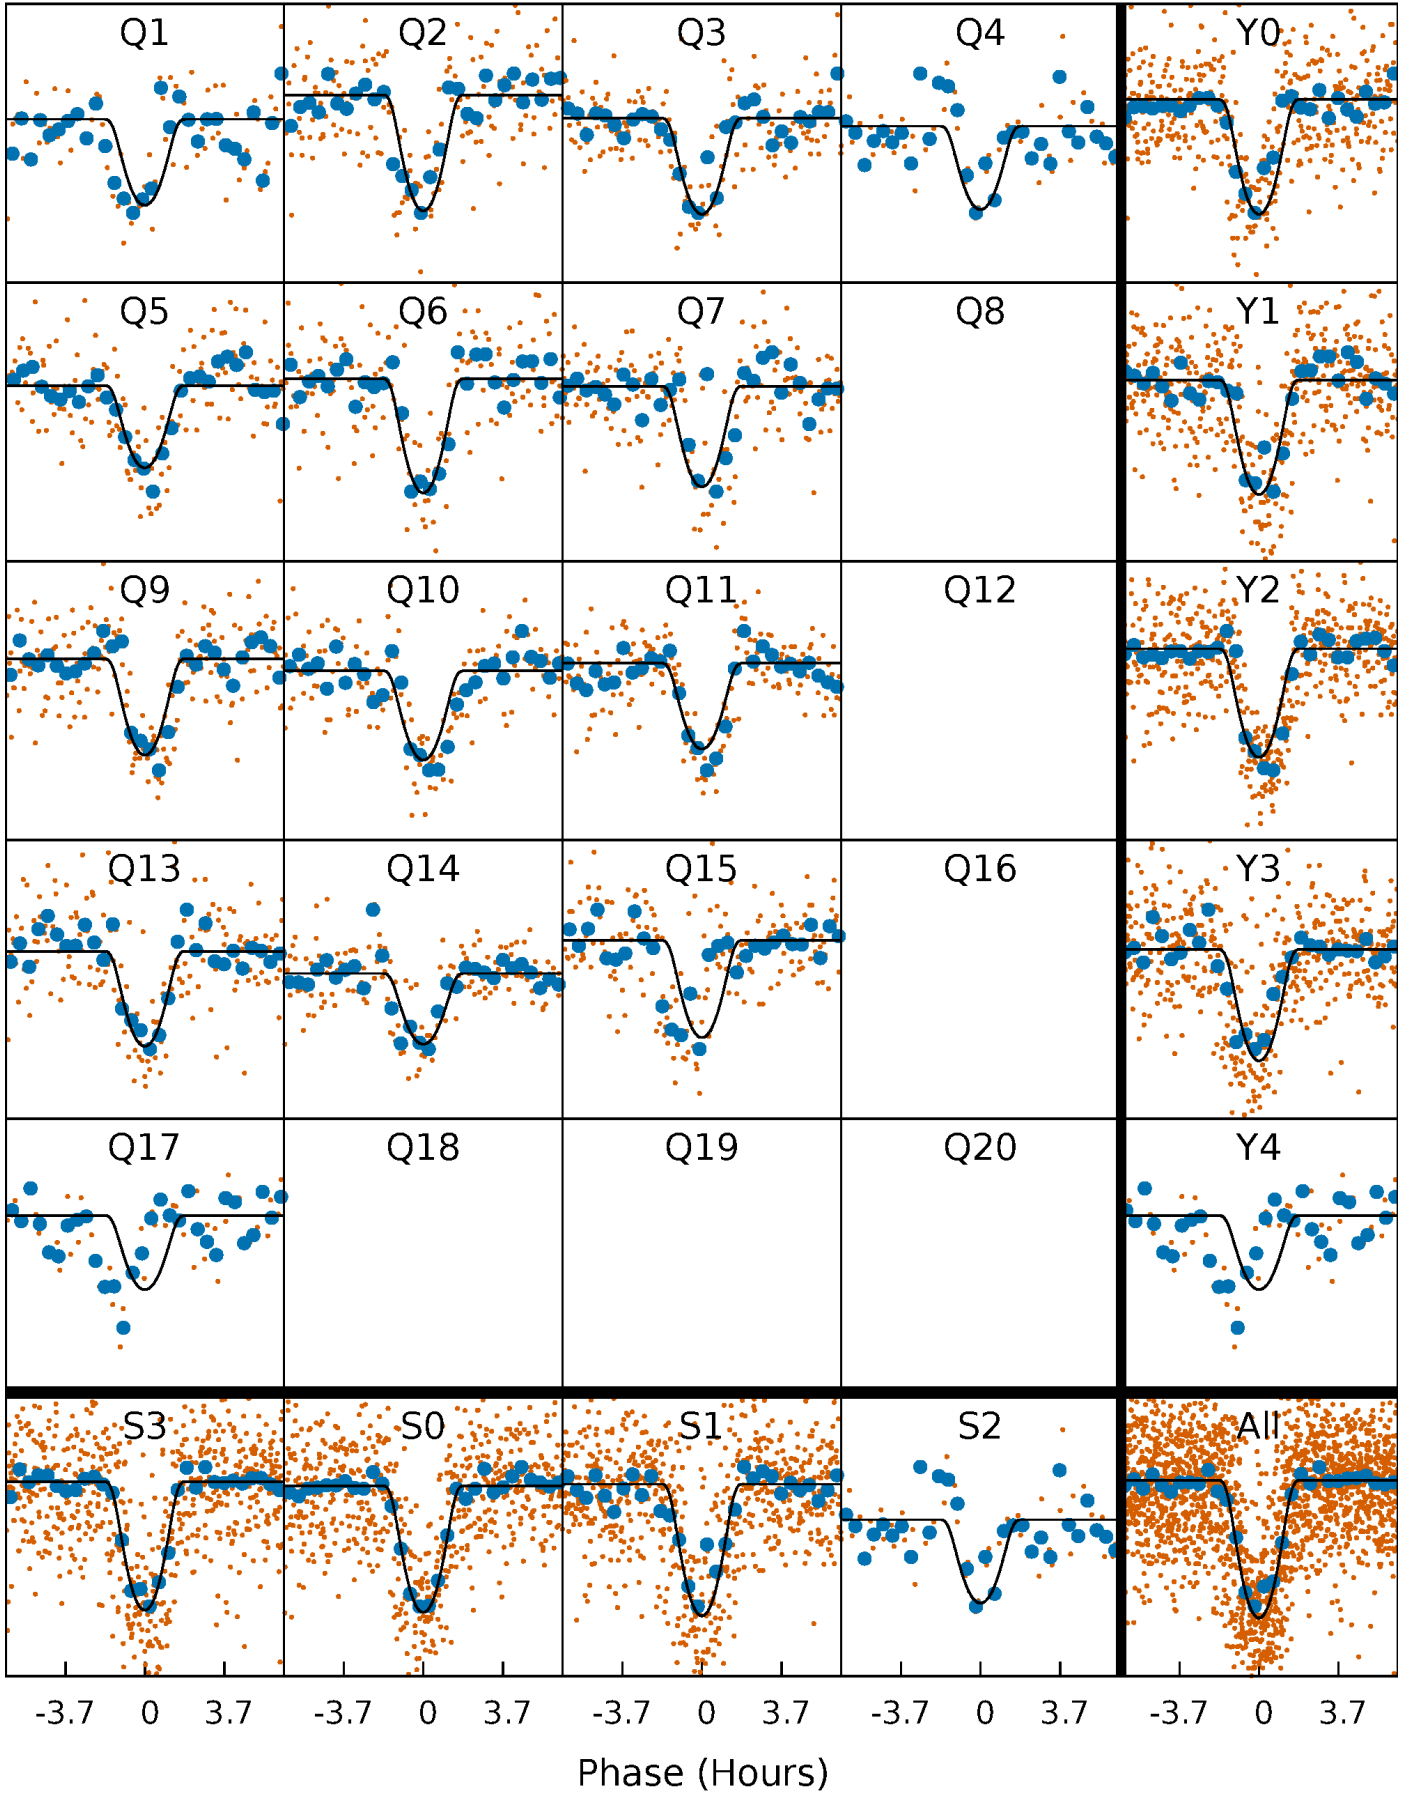 Q1 Q2 Q3 Q4 Y0
Q5 Q6 Q7 Q8 Y1
Q9 Q10 Q11 Q12 Y2
Q13 Q14 Q15 Q16 Y3
Q17 Q18 Q19 Q20 Y4
S3 S0 S1 S2 All
-3.7 0 3.7 -3.7 0 3.7 -3.7 0 3.7 -3.7 0 3.7 -3.7 0 3.7
Phase (Hours)